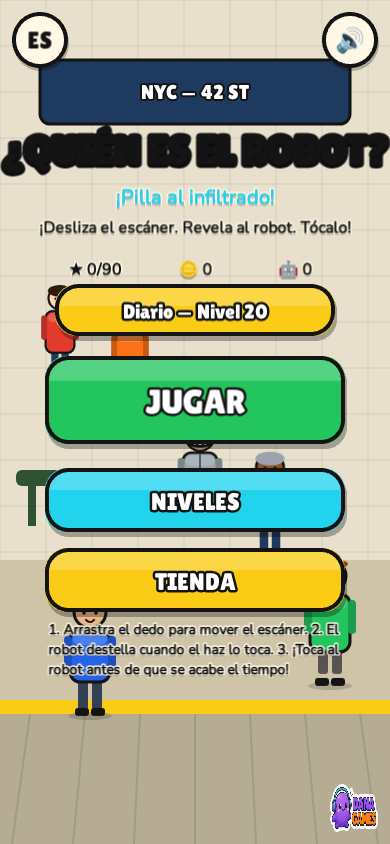 ES
NYC – 42 ST
¿QUIÉN ES EL ROBOT?
¡Pilla al infiltrado!
¡Desliza el escáner. Revela al robot. Tócalo!
★ 0/90 0 0
Diario – Nivel 20
JUGAR
NIVELES
TIENDA
1. Arrastra el dedo para mover el escáner. 2. El
robot destella cuando el haz lo toca. 3. ¡Toca al
robot antes de que se acabe el tiempo!
BANA
GAMES